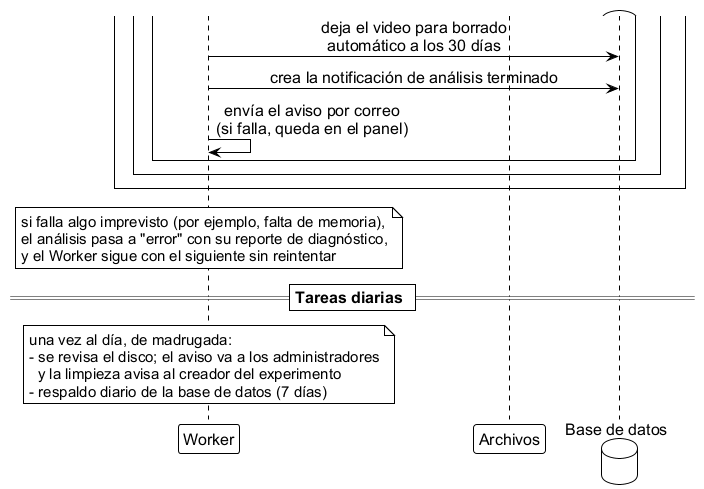 deja el video para borrado
automático a los 30 días
crea la notificación de análisis terminado
envía el aviso por correo
(si falla, queda en el panel)
si falla algo imprevisto (por ejemplo, falta de memoria),
el análisis pasa a "error" con su reporte de diagnóstico,
y el Worker sigue con el siguiente sin reintentar
Tareas diarias
una vez al día, de madrugada:
- se revisa el disco; el aviso va a los administradores
y la limpieza avisa al creador del experimento
- respaldo diario de la base de datos (7 días)
Worker
Archivos
Base de datos